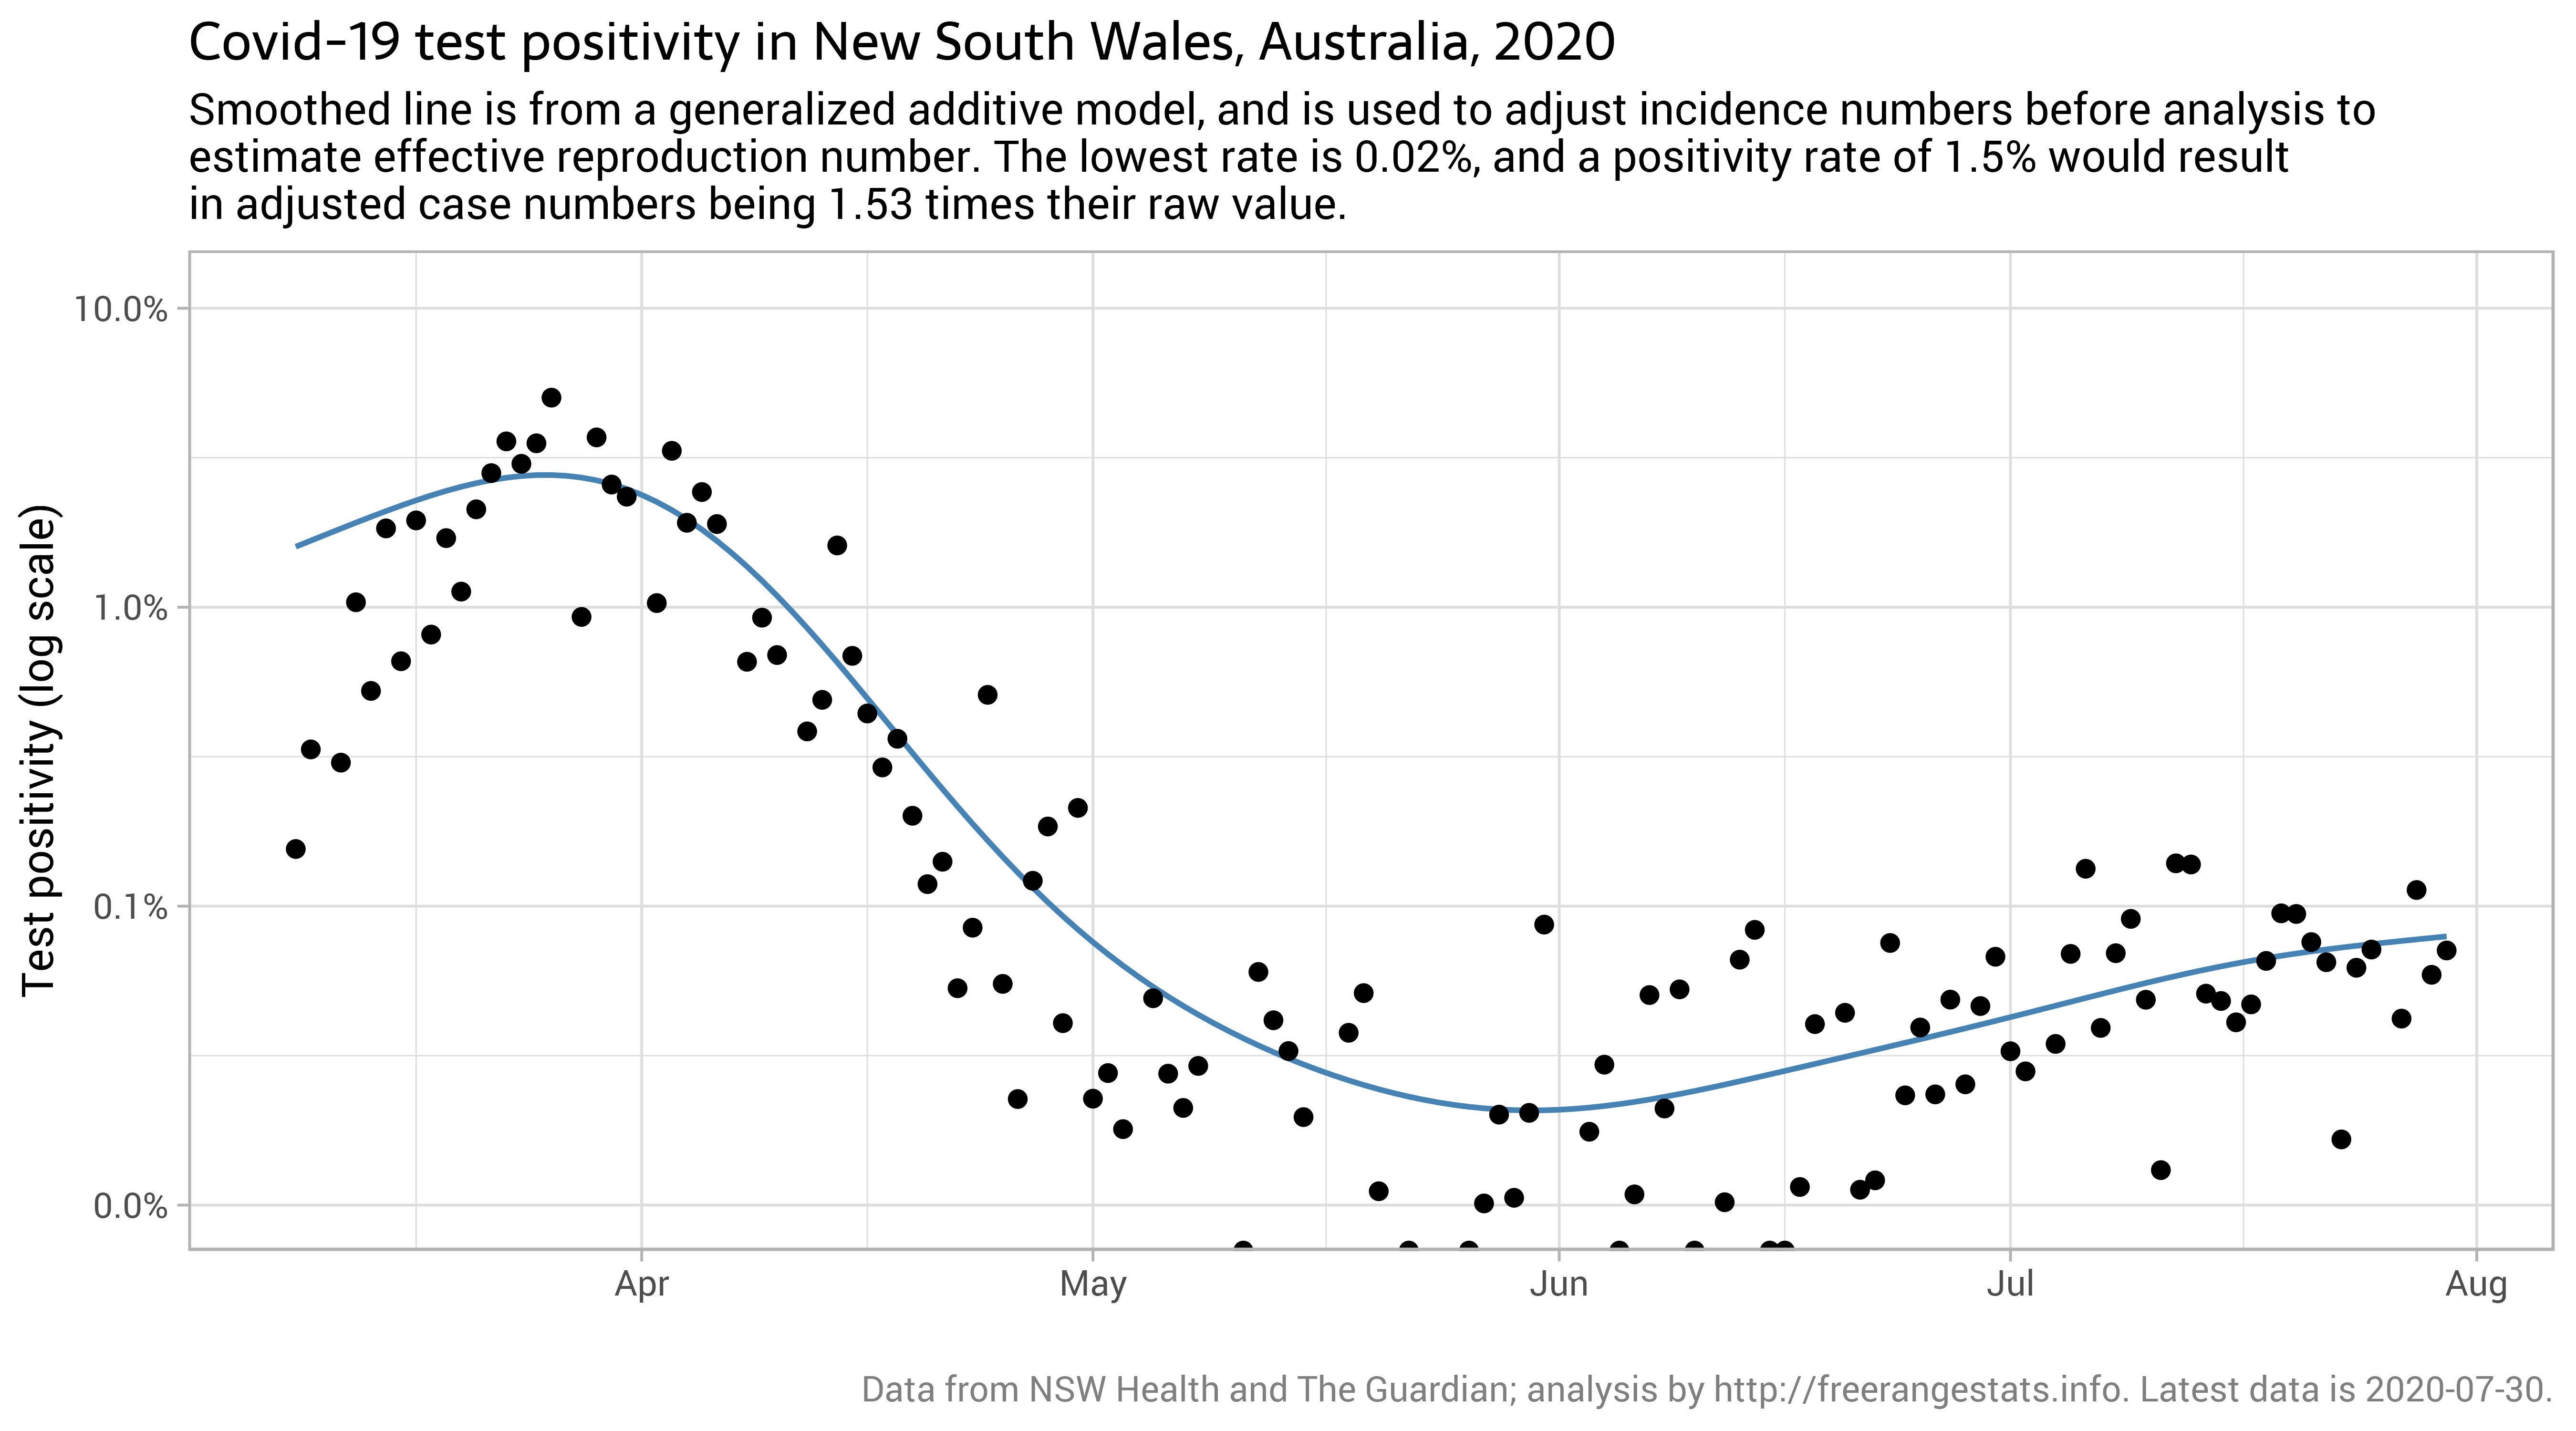 Covid-19 test positivity in New South Wales, Australia, 2020
Smoothed line is from a generalized additive model, and is used to adjust incidence numbers before analysis to
estimate effective reproduction number. The lowest rate is 0.02%, and a positivity rate of 1.5% would result
in adjusted case numbers being 1.53 times their raw value.
Test positivity (log scale)
10.0%
1.0%
0.1%
0.0%
Apr
May
Jun
Jul
Aug
Data from NSW Health and The Guardian; analysis by http://freerangestats.info. Latest data is 2020-07-30.